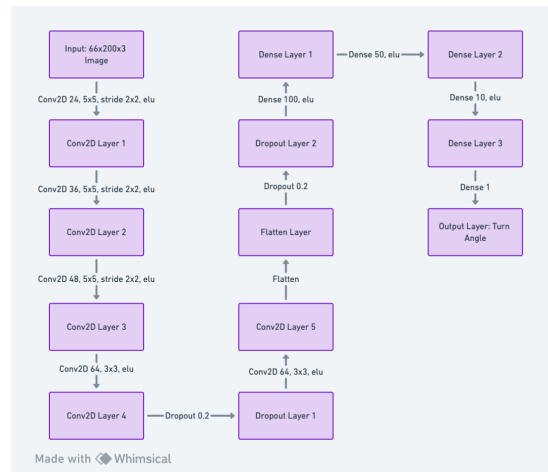 Input: 66x200x3
Image
Conv2D 24, 5x5, stride 2x2, elu
Conv2D Layer 1
Conv2D 36, 5x5, stride 2x2, elu
Conv2D Layer 2
Conv2D 48, 5x5, stride 2x2, elu
Conv2D Layer 3
Conv2D 64, 3x3, elu
Conv2D Layer 4
Dropout 0.2
Dropout Layer 1
Conv2D 64, 3x3, elu
Conv2D Layer 5
Flatten
Flatten Layer
Dropout 0.2
Dropout Layer 2
Dense 100, elu
Dense Layer 1
Dense 50, elu
Dense Layer 2
Dense 10, elu
Dense Layer 3
Dense 1
Output Layer: Turn
Angle
Made with Whimsical